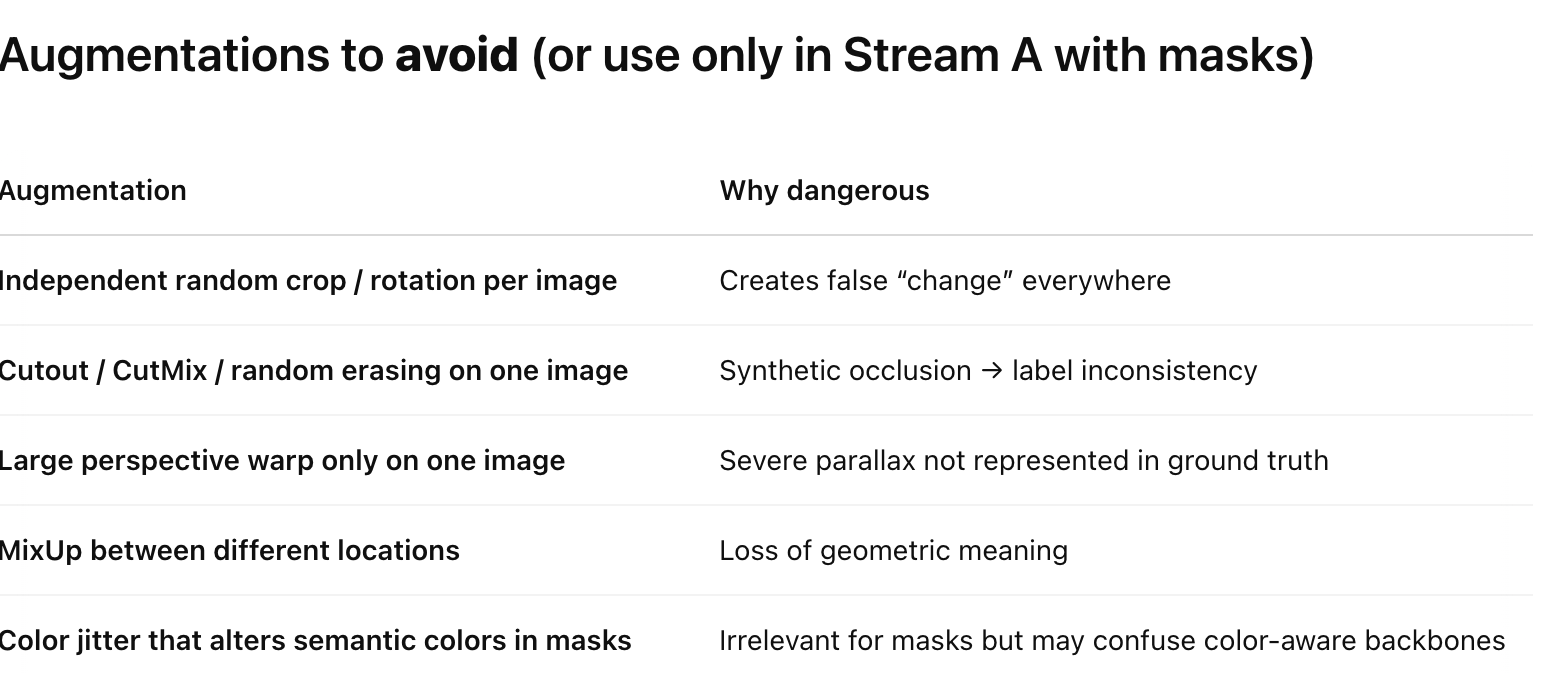 Augmentations to avoid (or use only in Stream A with masks)
Augmentation Why dangerous
Independent random crop / rotation per image Creates false “change” everywhere
Cutout / CutMix / random erasing on one image Synthetic occlusion → label inconsistency
Large perspective warp only on one image Severe parallax not represented in ground truth
MixUp between different locations Loss of geometric meaning
Color jitter that alters semantic colors in masks Irrelevant for masks but may confuse color-aware backbones